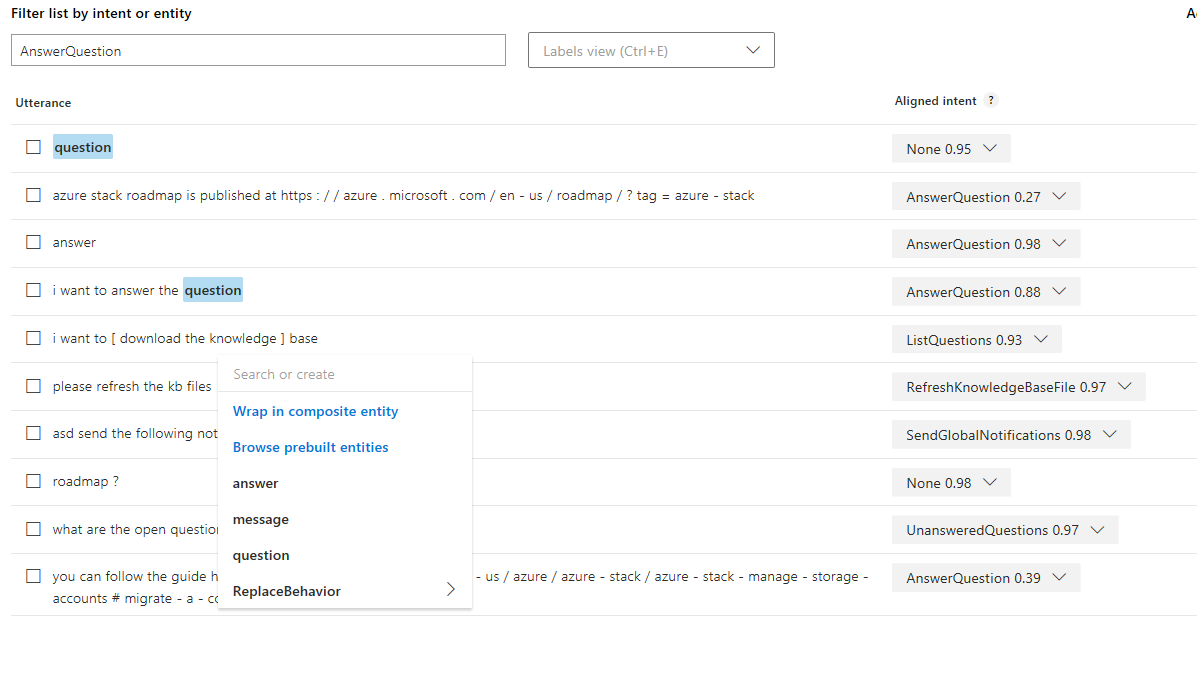 Filter list by intent or entity
AnswerQuestion
Labels view (Ctrl+E)
Utterance
Aligned intent ?
question
None 0.95
azure stack roadmap is published at https : / / azure . microsoft . com / en - us / roadmap / ? tag = azure - stack
AnswerQuestion 0.27
answer
AnswerQuestion 0.98
i want to answer the question
AnswerQuestion 0.88
i want to [ download the knowledge ] base
ListQuestions 0.93
please refresh the kb files
RefreshKnowledgeBaseFile 0.97
asd send the following
SendGlobalNotifications 0.98
roadmap ?
None 0.98
what are the open
UnansweredQuestions 0.97
you can follow the guide
- us / azure / azure - stack / azure - stack - manage - storage -
AnswerQuestion 0.39
accounts # migrate - a -
Search or create
Wrap in composite entity
Browse prebuilt entities
answer
message
question
ReplaceBehavior